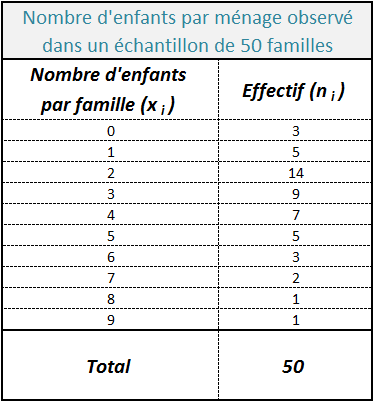 Nombre d'enfants par ménage observé
dans un échantillon de 50 familles
Nombre d'enfants
par famille (x i ) Effectif (n i )
0 3
1 5
2 14
3 9
4 7
5 5
6 3
7 2
8 1
9 1
Total 50